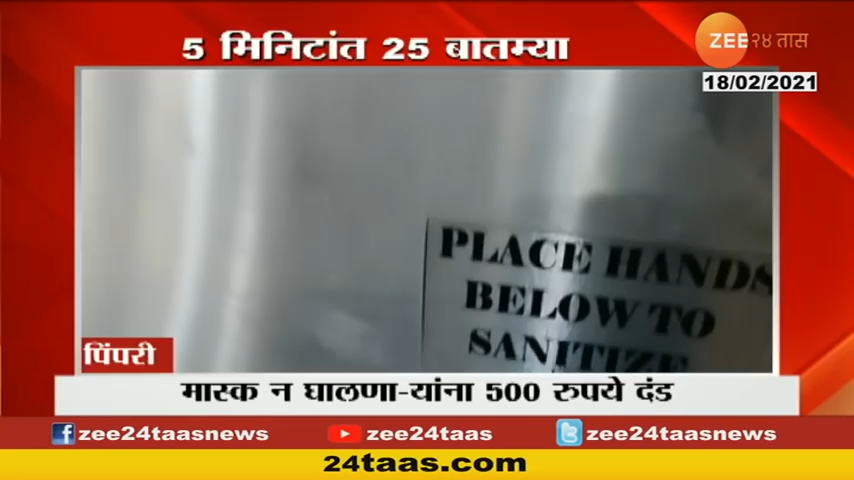 5 मिनिटांत 25 बातम्या
ZEE २४ तास
18/02/2021
PLACE HANDS
BELOW TO
SANITIZE
पिंपरी
मास्क न घालणा-यांना 500 रुपये दंड
zee24taasnews
zee24taas
zee24taasnews
24taas.com